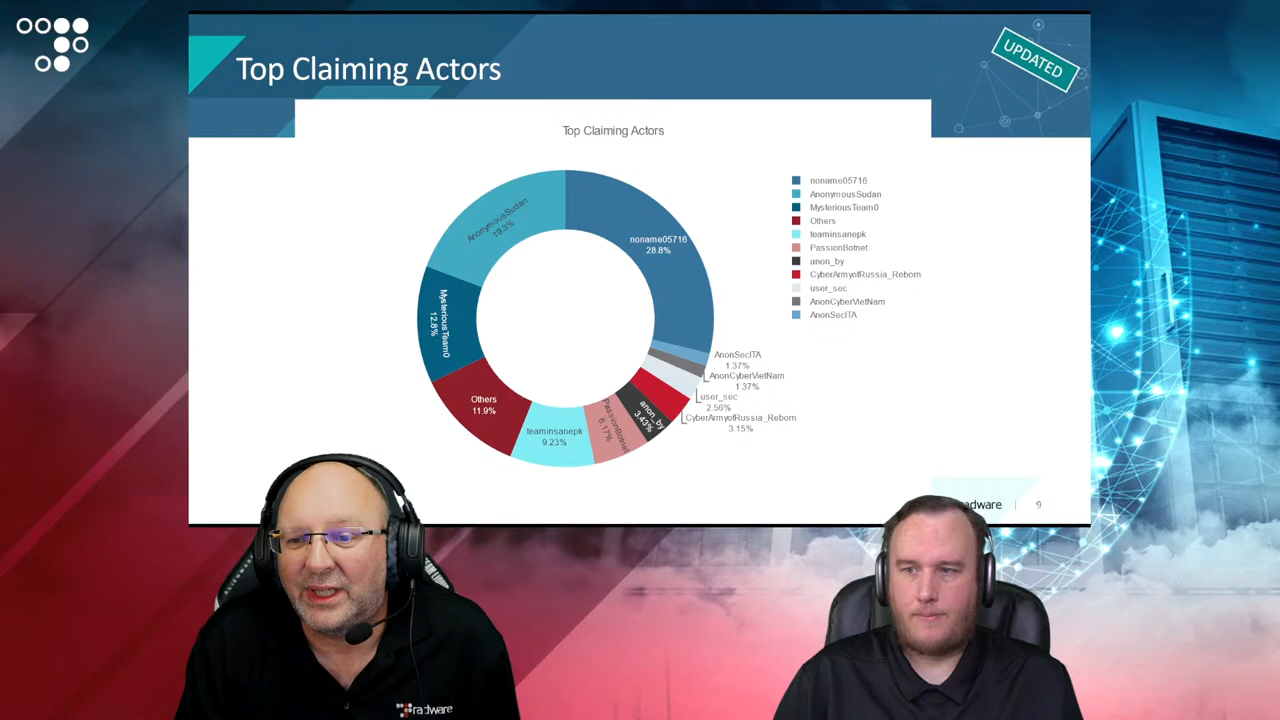 Top Claiming Actors
UPDATED
Top Claiming Actors
noname05716
AnonymousSudan
MysteriousTeam0
Others
teaminsanepk
PassionBotnet
anon_by
CyberArmyofRussia_Reborn
user_sec
AnonCyberVietNam
AnonSecITA
AnonymousSudan
19.3%
noname05716
28.8%
MysteriousTeam0
12.8%
Others
11.9%
teaminsanepk
9.23%
PassionBotnet
6.17%
anon_by
3.43%
AnonSecITA
1.37%
AnonCyberVietNam
1.37%
user_sec
2.56%
CyberArmyofRussia_Reborn
3.15%
adware | 9
radware